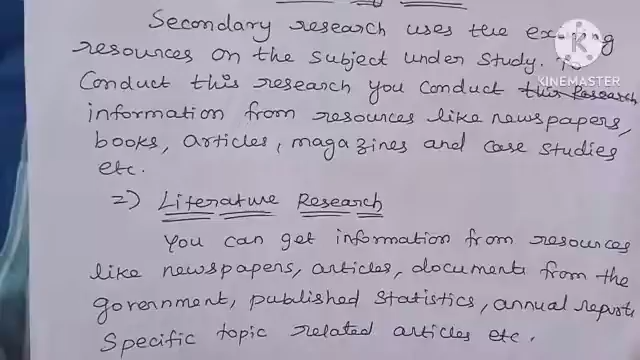 Secondary research uses the existing
resources on the subject under study. To
Conduct this research you conduct this Research
information from resources like newspapers,
books, articles, magazines and case studies
etc.
=) Literature Research
You can get information from resources
like newspapers, articles, documents from the
government, published statistics, annual reports
Specific topic related articles etc.
K
KINEMASTER